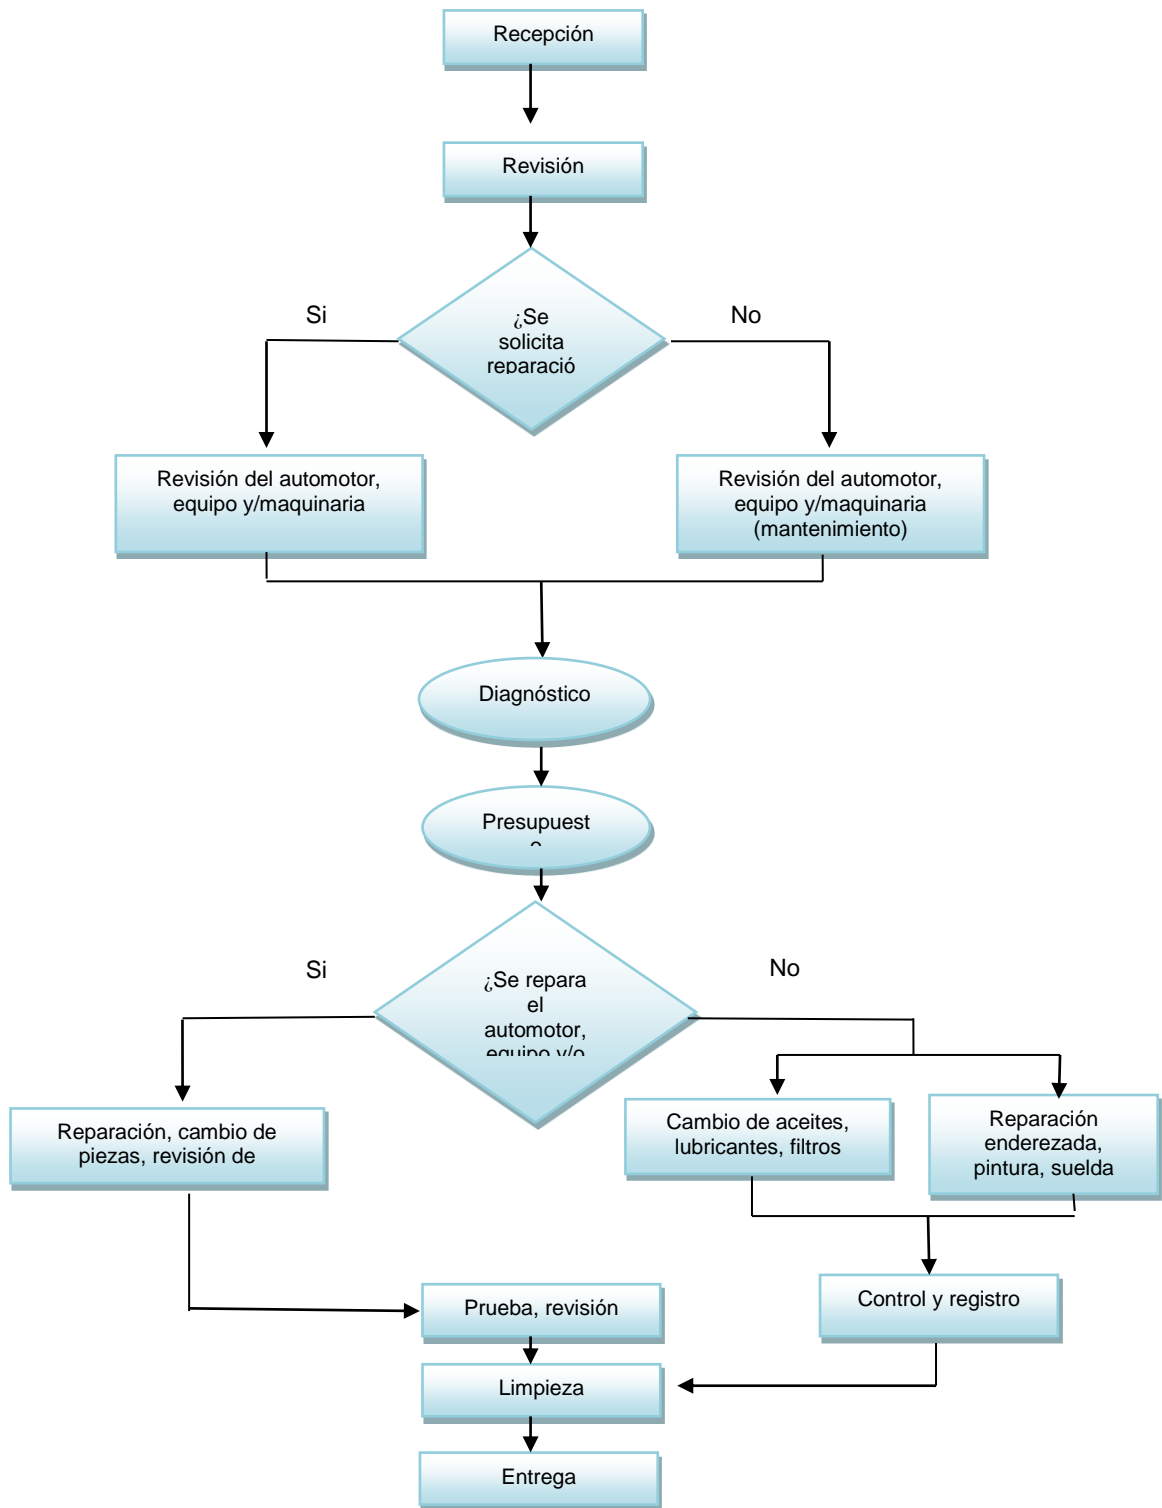 Recepción
Revisión
Si
No
¿Se
solicita
reparació
Revisión del automotor,
equipo y/maquinaria
Revisión del automotor,
equipo y/maquinaria
(mantenimiento)
Diagnóstico
Presupuest
Si
No
¿Se repara
el
automotor,
equipo y/o
Reparación, cambio de
piezas, revisión de
Cambio de aceites,
lubricantes, filtros
Reparación
enderezada,
pintura, suelda
Prueba, revisión
Control y registro
Limpieza
Entrega